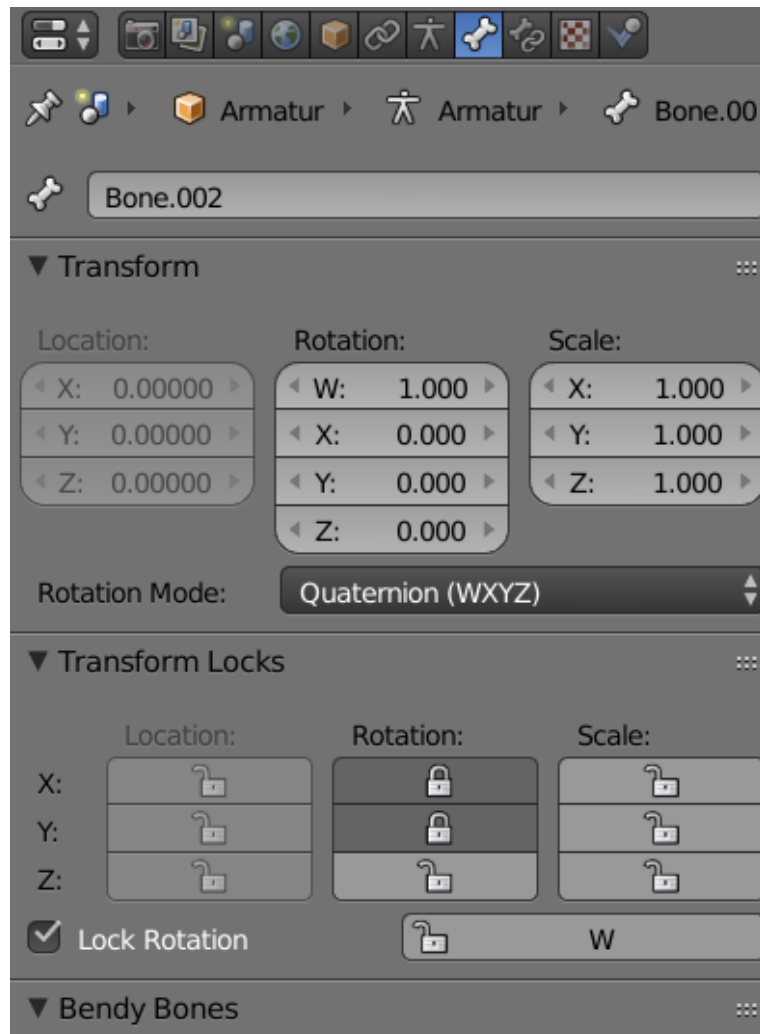 Armatur Armatur Bone.00
Bone.002
Transform
Location: Rotation: Scale:
X: 0.00000 W: 1.000 X: 1.000
Y: 0.00000 X: 0.000 Y: 1.000
Z: 0.00000 Y: 0.000 Z: 1.000
Z: 0.000
Rotation Mode: Quaternion (WXYZ)
Transform Locks
Location: Rotation: Scale:
X:
Y:
Z:
Lock Rotation W
Bendy Bones